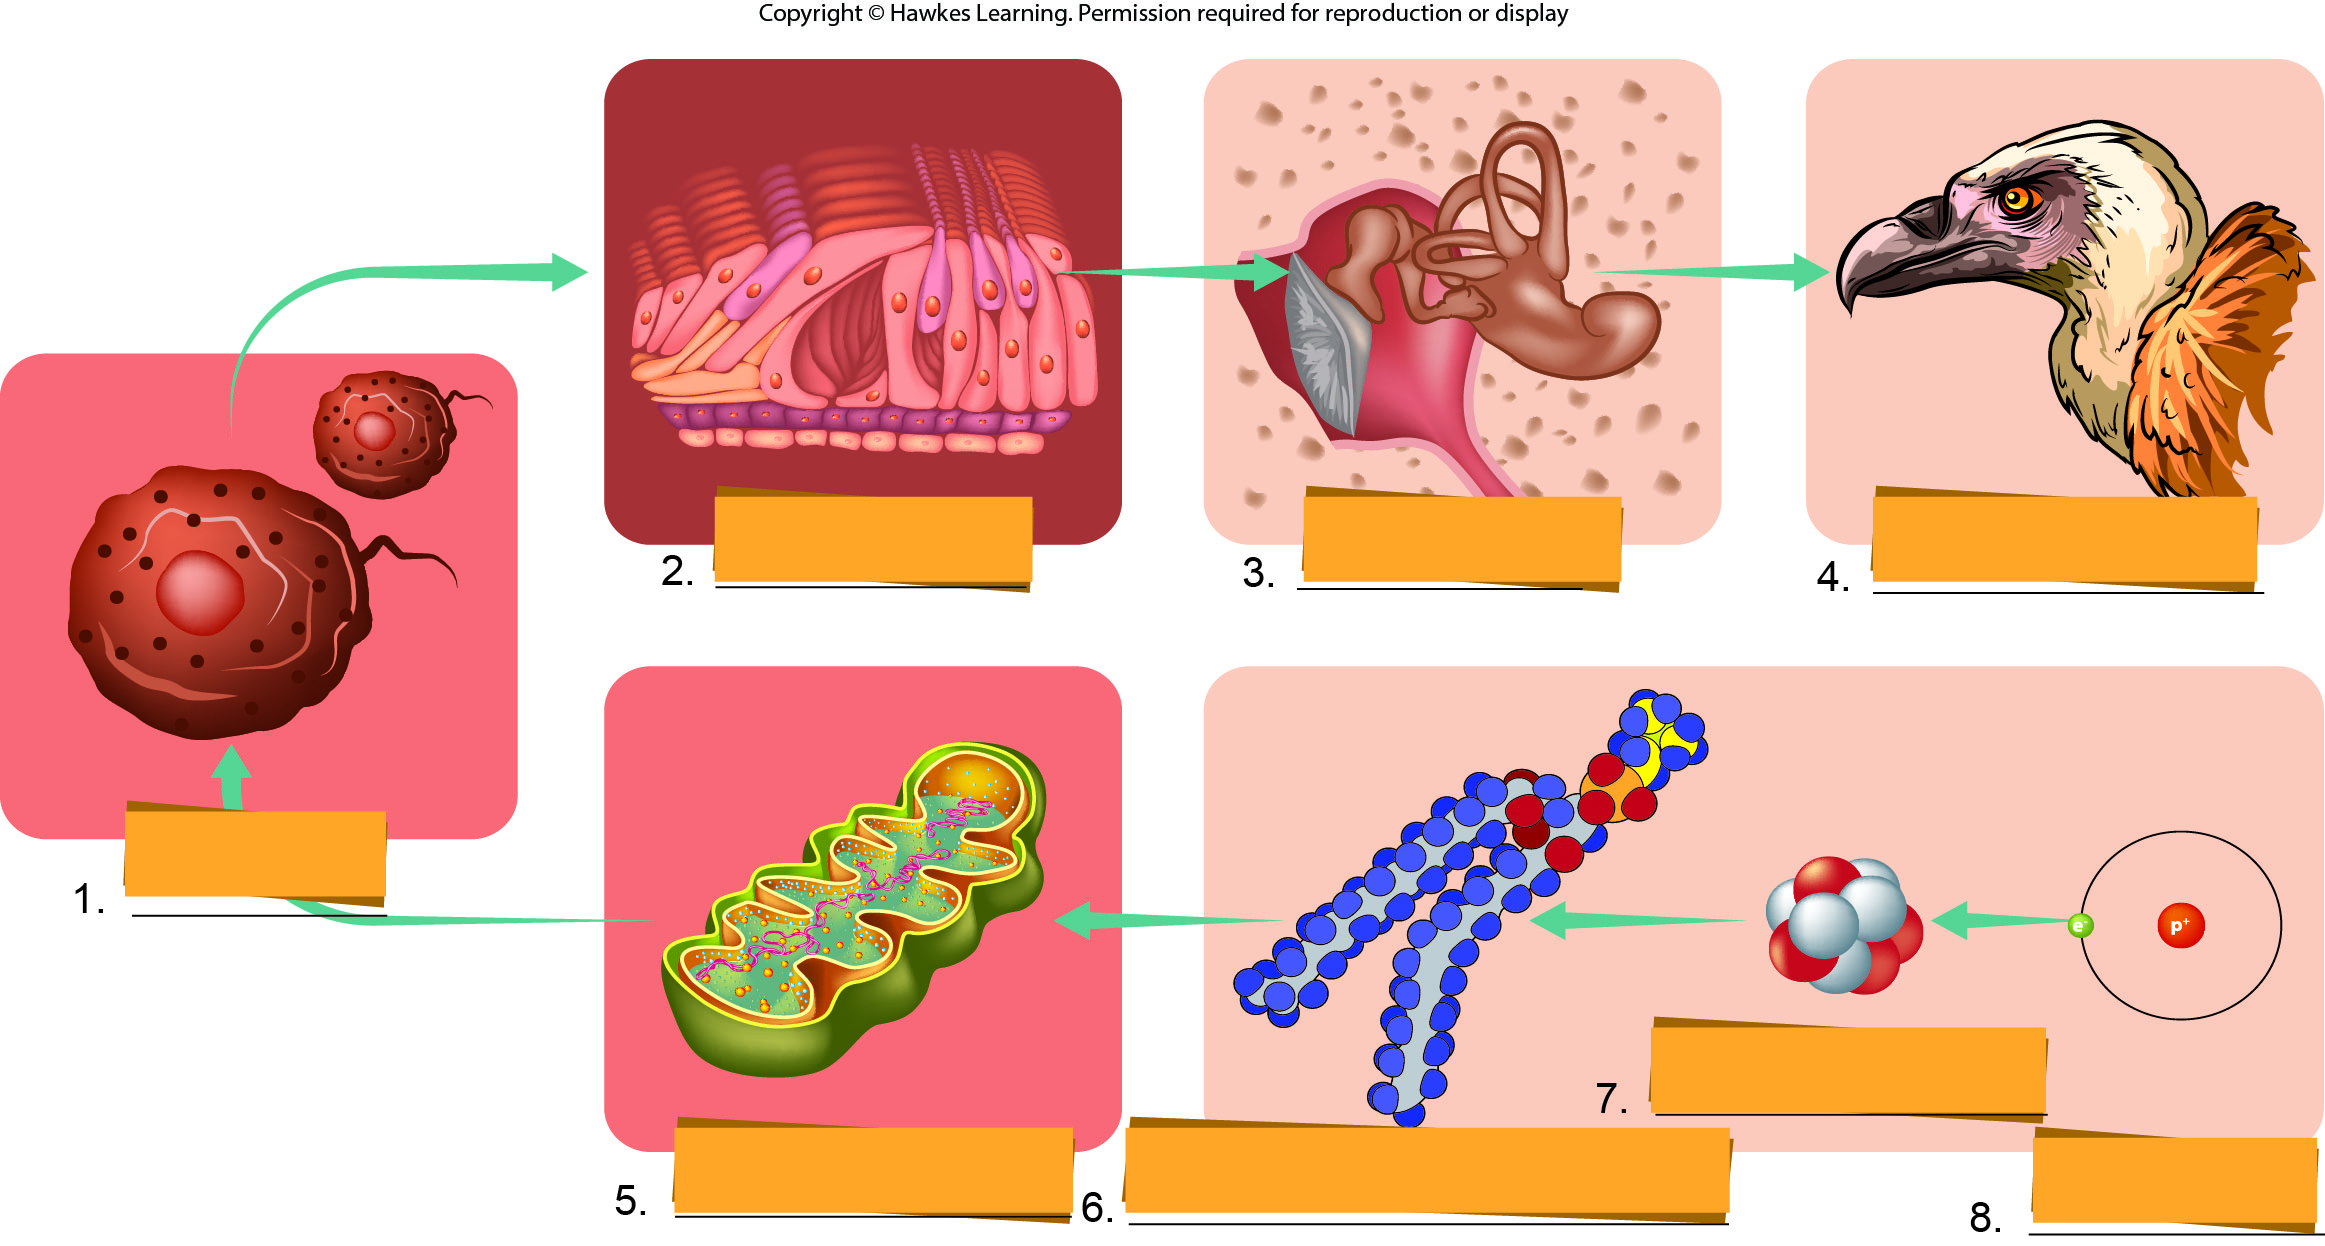 Copyright © Hawkes Learning. Permission required for reproduction or display
2.
3.
4.
1.
e-
p+
7.
5.
6.
8.